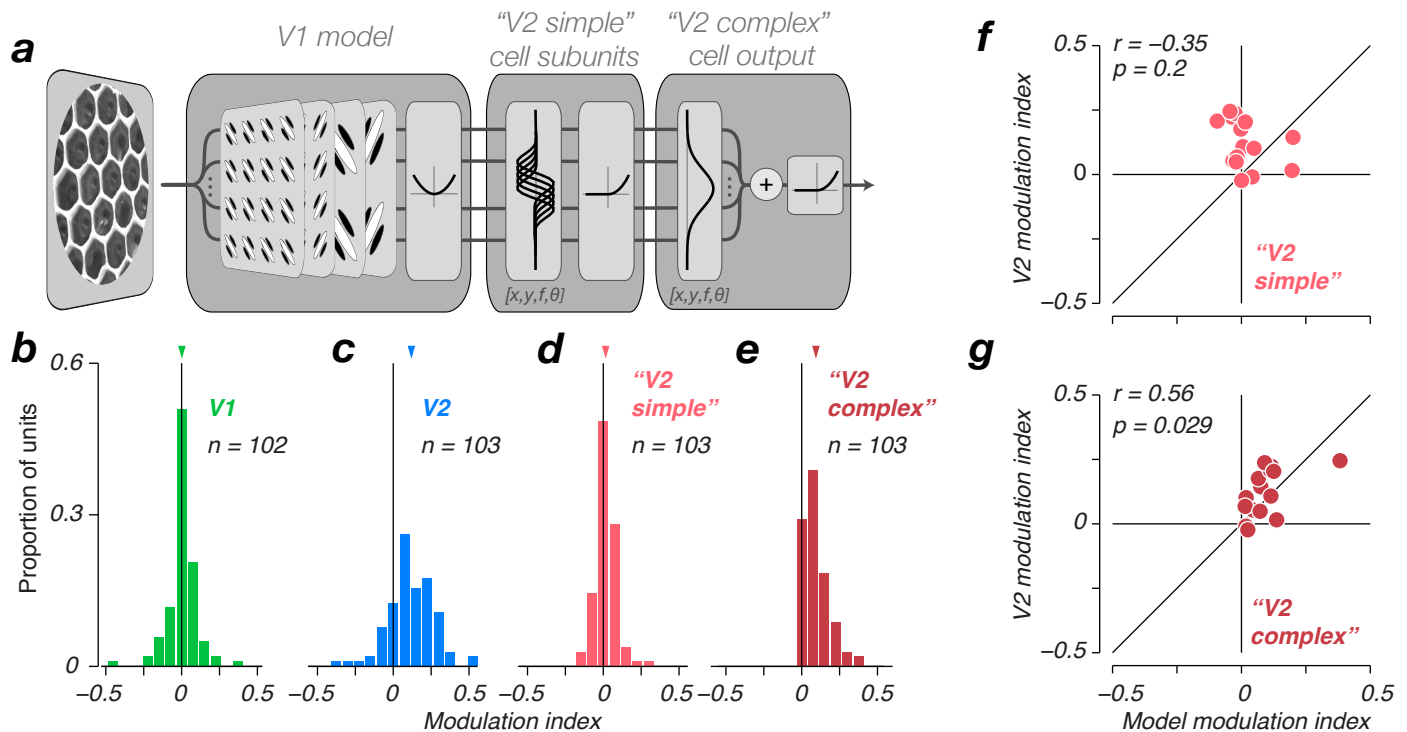 a
V1 model
“V2 simple”
cell subunits
“V2 complex”
cell output
[x,y,f,θ]
[x,y,f,θ]
+
b
0.6
0.3
0
Proportion of units
V1
n = 102
−0.5 0 0.5
c
V2
n = 103
−0.5 0 0.5
d
“V2
simple”
n = 103
−0.5 0 0.5
e
“V2
complex”
n = 103
−0.5 0 0.5
Modulation index
f
0.5
0
−0.5
V2 modulation index
r = −0.35
p = 0.2
“V2
simple”
g
0.5
0
−0.5
V2 modulation index
r = 0.56
p = 0.029
“V2
complex”
−0.5 0 0.5
Model modulation index